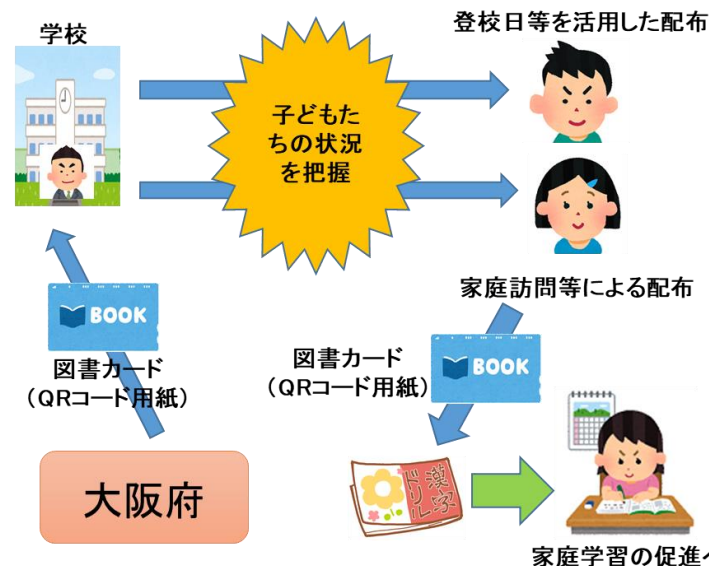 学校
登校日等を活用した配布
子どもた
ちの状況
を把握
家庭訪問等による配布
BOOK
図書カード
（QRコード用紙）
図書カード
（QRコード用紙）
BOOK
大阪府
漢字
ドリル
家庭学習の促進へ